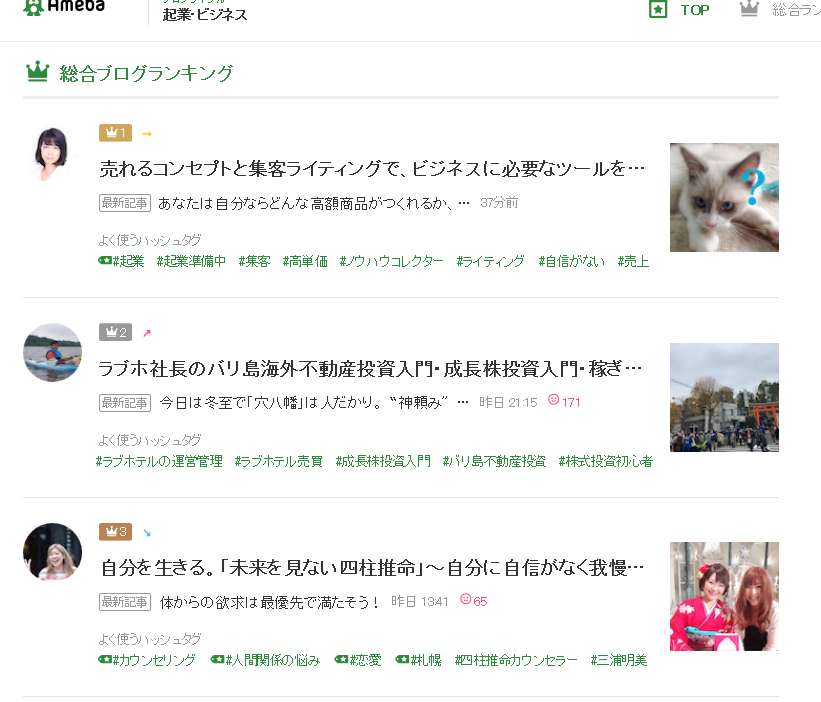 Ameba
起業・ビジネス
TOP
総合ラン
総合ブログランキング
1
売れるコンセプトと集客ライティングで、ビジネスに必要なツールを…
最新記事 あなたは自分ならどんな高額商品がつくれるか、 … 37分前
よく使うハッシュタグ
#起業 #起業準備中 #集客 #高単価 #ノウハウコレクター #ライティング #自信がない #売上
?
2
ラブホ社長のバリ島海外不動産投資入門・成長株投資入門・稼ぎ…
最新記事 今日は冬至で「穴八幡」は人だかり。〝神頼み” … 昨日 21:15 171
よく使うハッシュタグ
#ラブホテルの運営管理 #ラブホテル売買 #成長株投資入門 #バリ島不動産投資 #株式投資初心者
3
自分を生きる。「未来を見ない四柱推命」～自分に自信がなく我慢…
最新記事 体からの欲求は最優先で満たそう！ 昨日 13:41 65
よく使うハッシュタグ
#カウンセリング #人間関係の悩み #恋愛 #札幌 #四柱推命カウンセラー #三浦明美